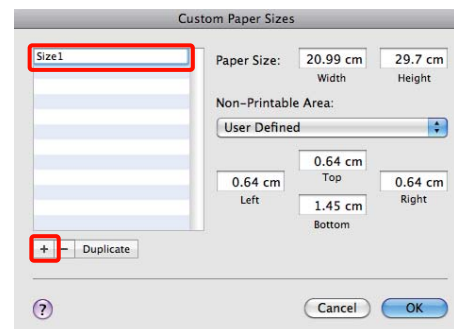 Custom Paper Sizes
Size1
Paper Size:
20.99 cm
29.7 cm
Width
Height
Non-Printable Area:
User Defined
0.64 cm
Top
0.64 cm
0.64 cm
Left
Right
1.45 cm
Bottom
+ − Duplicate
?
Cancel
OK